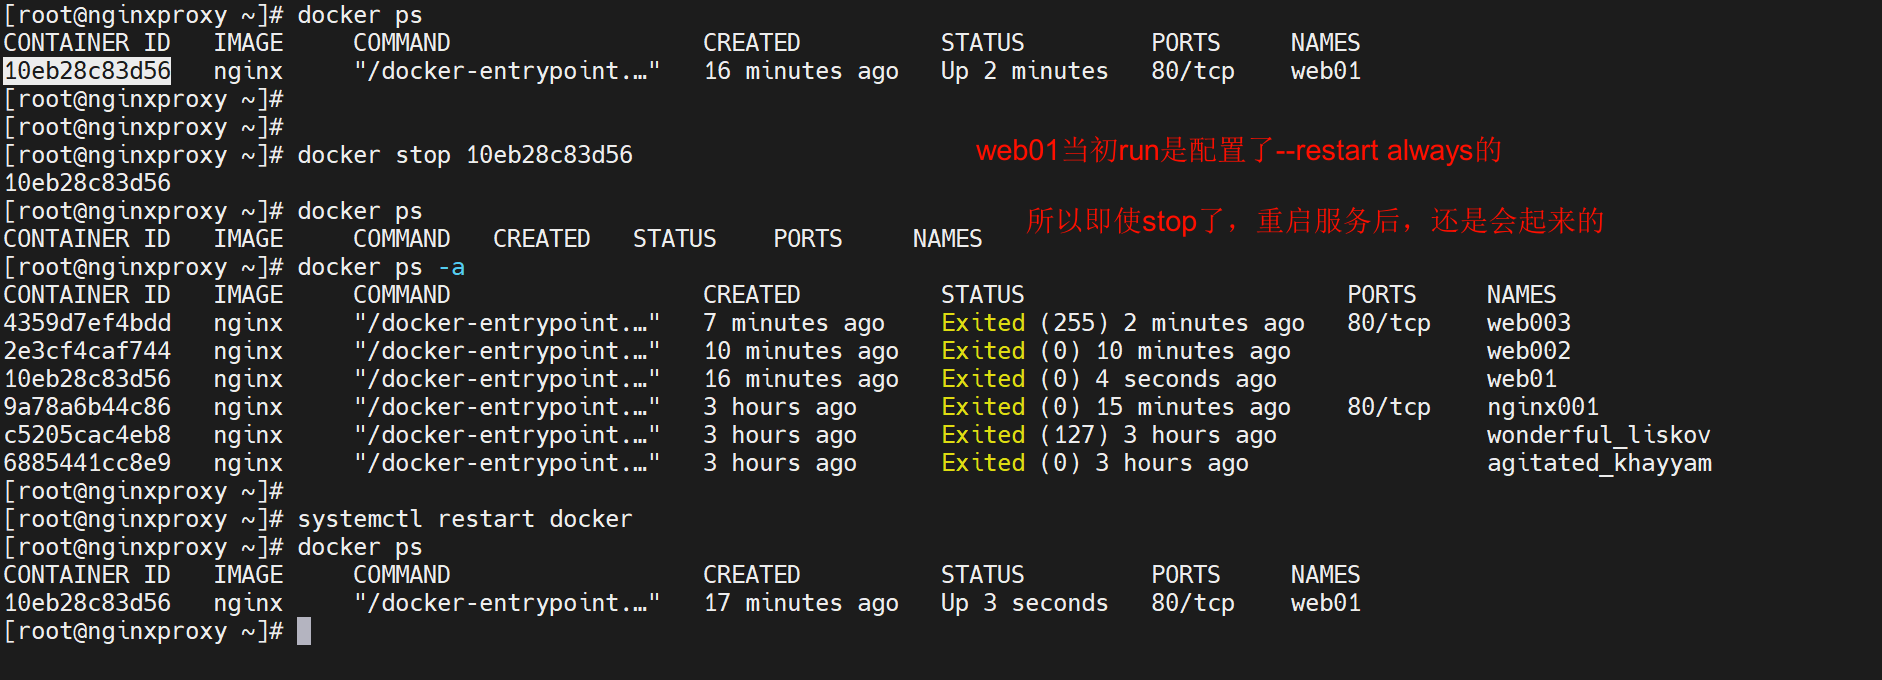 [root@nginxproxy ~]# docker ps
CONTAINER ID   IMAGE     COMMAND                  CREATED          STATUS         PORTS     NAMES
10eb28c83d56   nginx     "/docker-entrypoint.…"   16 minutes ago   Up 2 minutes   80/tcp    web01
[root@nginxproxy ~]#
[root@nginxproxy ~]#
[root@nginxproxy ~]# docker stop 10eb28c83d56
web01当初run是配置了--restart always的
10eb28c83d56
[root@nginxproxy ~]# docker ps
所以即使stop了，重启服务后，还是会起来的
CONTAINER ID   IMAGE     COMMAND   CREATED   STATUS    PORTS     NAMES
[root@nginxproxy ~]# docker ps -a
CONTAINER ID   IMAGE     COMMAND                  CREATED          STATUS                       PORTS     NAMES
4359d7ef4bdd   nginx     "/docker-entrypoint.…"   7 minutes ago    Exited (255) 2 minutes ago   80/tcp    web003
2e3cf4caf744   nginx     "/docker-entrypoint.…"   10 minutes ago   Exited (0) 10 minutes ago              web002
10eb28c83d56   nginx     "/docker-entrypoint.…"   16 minutes ago   Exited (0) 4 seconds ago               web01
9a78a6b44c86   nginx     "/docker-entrypoint.…"   3 hours ago      Exited (0) 15 minutes ago    80/tcp    nginx001
c5205cac4eb8   nginx     "/docker-entrypoint.…"   3 hours ago      Exited (127) 3 hours ago               wonderful_liskov
6885441cc8e9   nginx     "/docker-entrypoint.…"   3 hours ago      Exited (0) 3 hours ago                 agitated_khayyam
[root@nginxproxy ~]#
[root@nginxproxy ~]# systemctl restart docker
[root@nginxproxy ~]# docker ps
CONTAINER ID   IMAGE     COMMAND                  CREATED          STATUS         PORTS     NAMES
10eb28c83d56   nginx     "/docker-entrypoint.…"   17 minutes ago   Up 3 seconds   80/tcp    web01
[root@nginxproxy ~]#